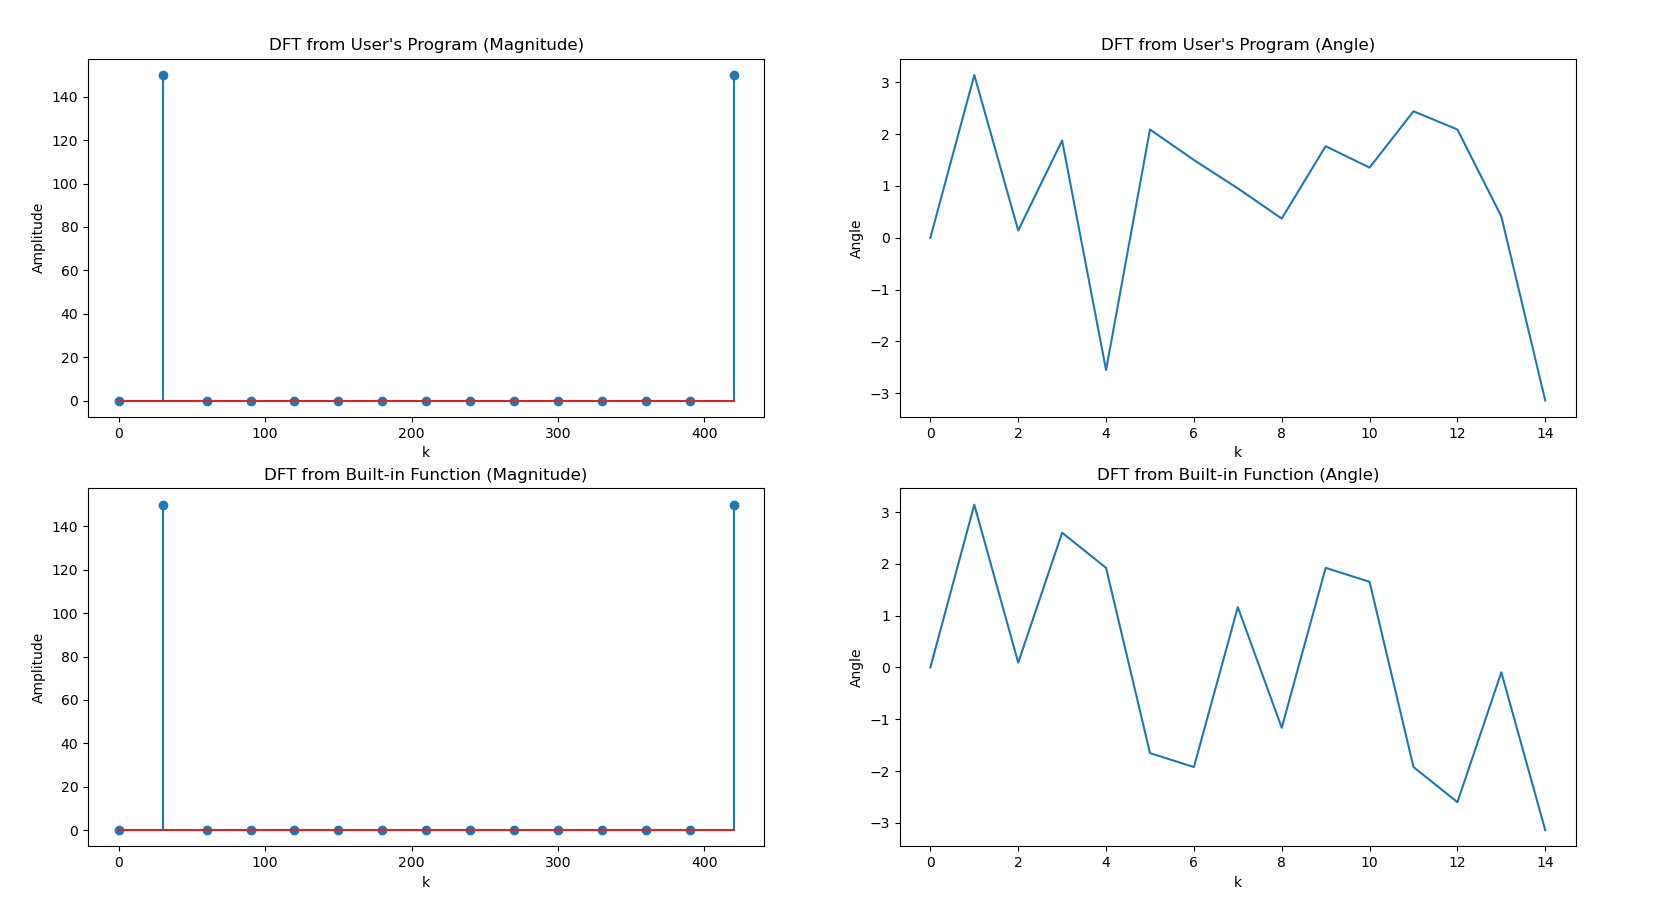 DFT from User's Program (Magnitude)
140
120
100
80
60
40
20
0
Amplitude
0 100 200 300 400
k
DFT from User's Program (Angle)
3
2
1
0
−1
−2
−3
Angle
0 2 4 6 8 10 12 14
k
DFT from Built-in Function (Magnitude)
140
120
100
80
60
40
20
0
Amplitude
0 100 200 300 400
k
DFT from Built-in Function (Angle)
3
2
1
0
−1
−2
−3
Angle
0 2 4 6 8 10 12 14
k